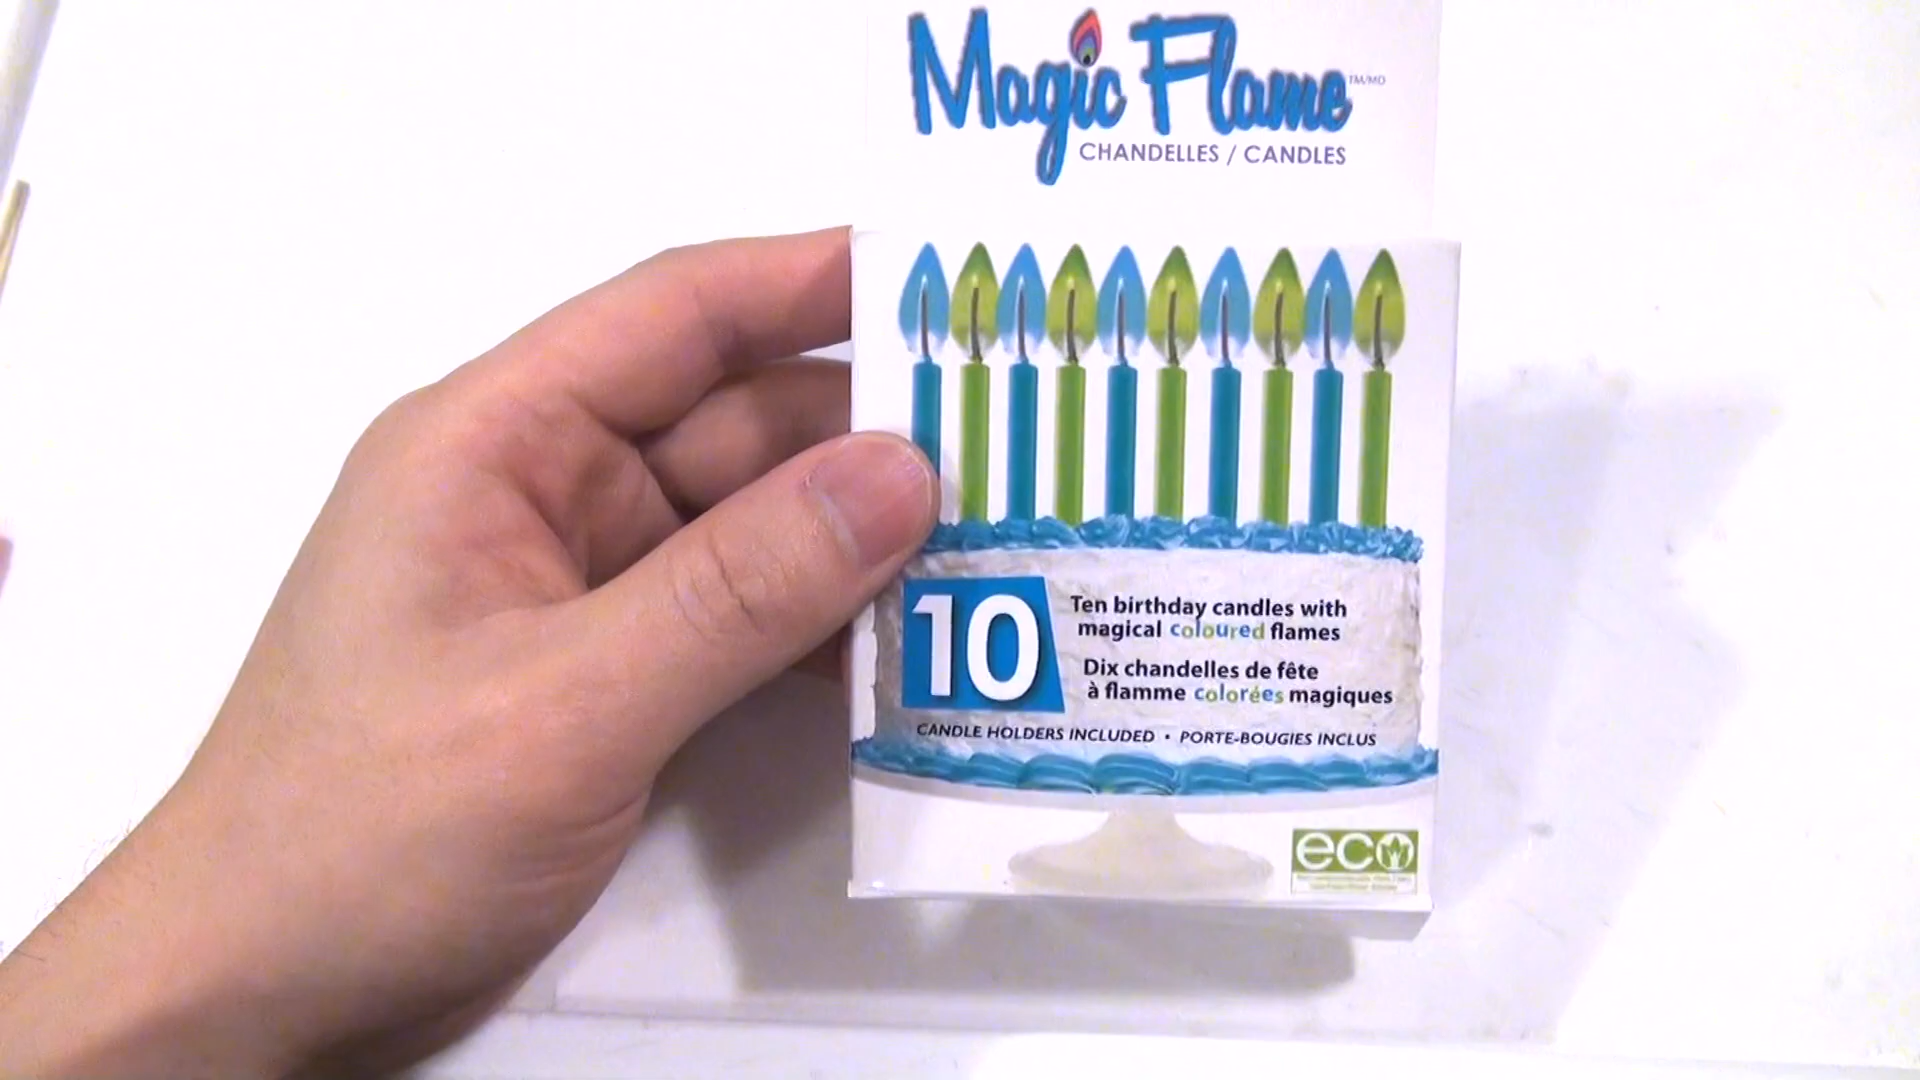 Magic Flame TM/MD
CHANDELLES / CANDLES
10
Ten birthday candles with
magical coloured flames
Dix chandelles de fête
à flamme colorées magiques
CANDLE HOLDERS INCLUDED • PORTE-BOUGIES INCLUS
eco